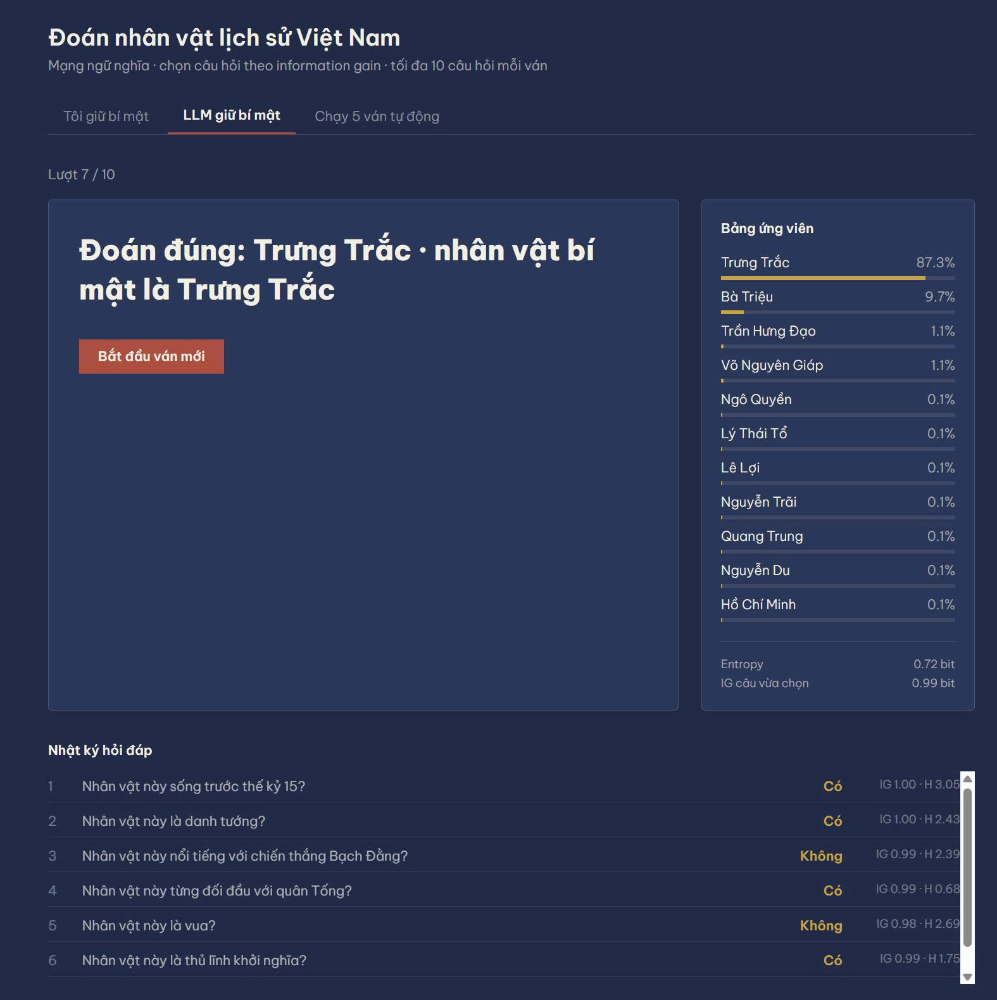 Đoán nhân vật lịch sử Việt Nam
Mạng ngữ nghĩa · chọn câu hỏi theo information gain · tối đa 10 câu hỏi mỗi ván
Tôi giữ bí mật
LLM giữ bí mật
Chạy 5 ván tự động
Lượt 7 / 10
Đoán đúng: Trưng Trắc · nhân vật bí
mật là Trưng Trắc
Bắt đầu ván mới
Bảng ứng viên
Trưng Trắc 87.3%
Bà Triệu 9.7%
Trần Hưng Đạo 1.1%
Võ Nguyên Giáp 1.1%
Ngô Quyền 0.1%
Lý Thái Tổ 0.1%
Lê Lợi 0.1%
Nguyễn Trãi 0.1%
Quang Trung 0.1%
Nguyễn Du 0.1%
Hồ Chí Minh 0.1%
Entropy 0.72 bit
IG câu vừa chọn 0.99 bit
Nhật ký hỏi đáp
1 Nhân vật này sống trước thế kỷ 15? Có IG 1.00 · H 3.05
2 Nhân vật này là danh tướng? Có IG 1.00 · H 2.43
3 Nhân vật này nổi tiếng với chiến thắng Bạch Đằng? Không IG 0.99 · H 2.39
4 Nhân vật này từng đối đầu với quân Tống? Có IG 0.99 · H 0.68
5 Nhân vật này là vua? Không IG 0.98 · H 2.69
6 Nhân vật này là thủ lĩnh khởi nghĩa? Có IG 0.99 · H 1.75